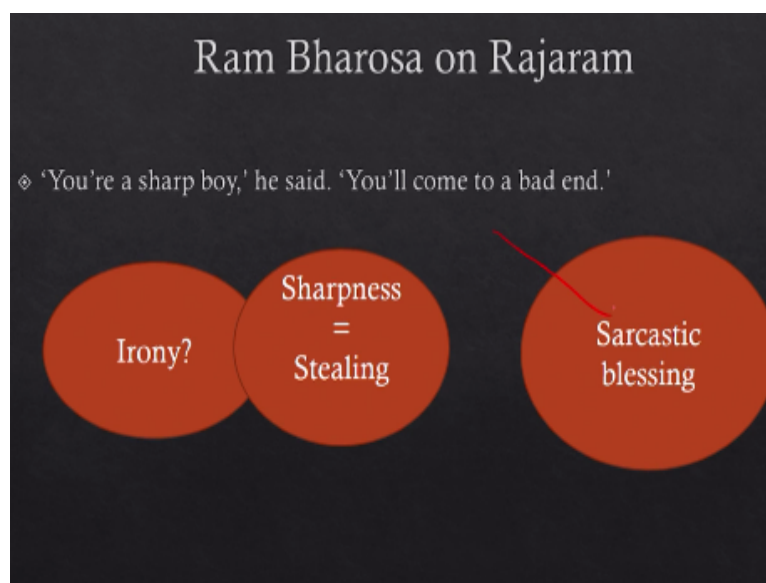 Ram Bharosa on Rajaram
‘You’re a sharp boy,’ he said. ‘You’ll come to a bad end.’
Irony?
Sharpness
=
Stealing
Sarcastic
blessing